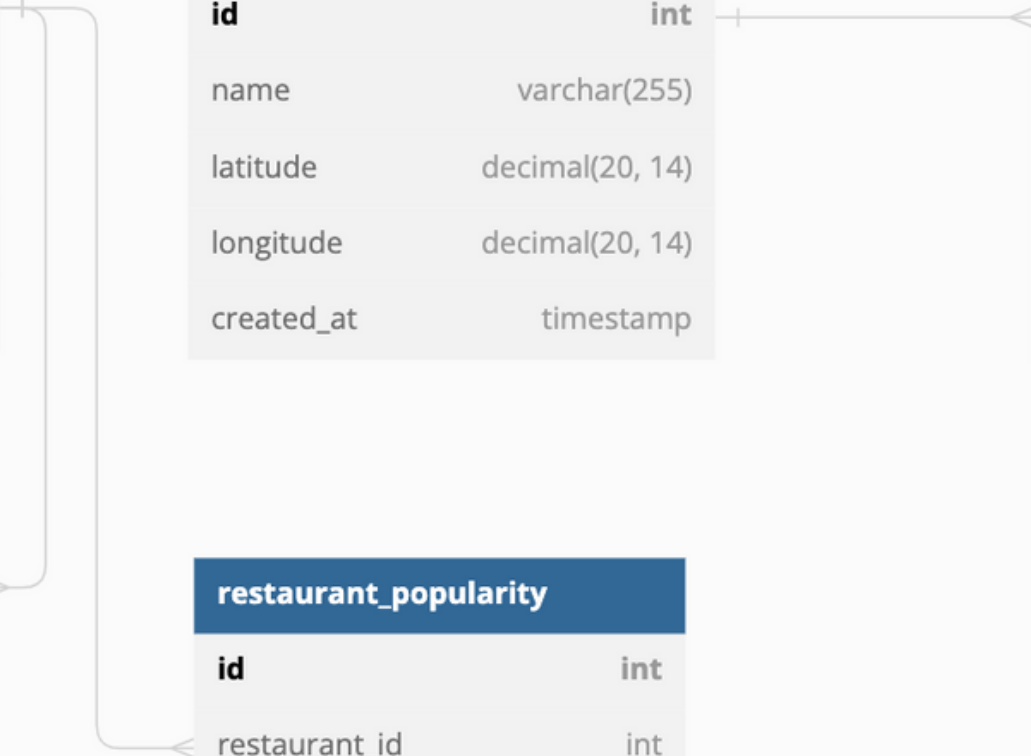 id int
name varchar(255)
latitude decimal(20, 14)
longitude decimal(20, 14)
created_at timestamp
restaurant_popularity
id int
restaurant_id int